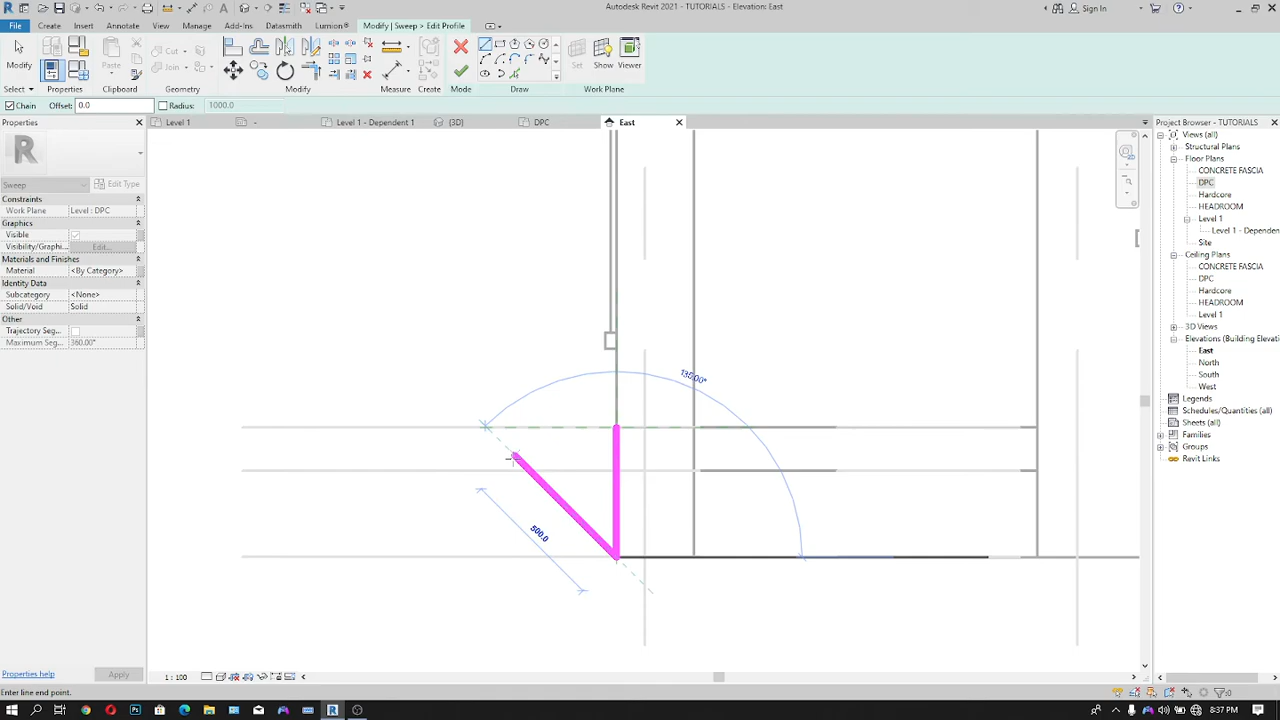 Autodesk Revit 2021 - TUTORIALS - Elevation: East
Sign In
File Create Insert Annotate View Manage Add-Ins Datasmith Lumion® Modify | Sweep > Edit Profile
Modify
Paste
Cut
Join
Set Show Viewer
Select Properties Clipboard Geometry Modify Measure Create Mode Draw Work Plane
Chain Offset: 0.0 Radius: 1000.0
Properties
Level 1
-
Level 1 - Dependent 1
{3D}
DPC
East
Project Browser - TUTORIALS
Sweep
Edit Type
Constraints
Work Plane Level : DPC
Graphics
Visible
Visibility/Graphi... Edit...
Materials and Finishes
Material <By Category>
Identity Data
Subcategory <None>
Solid/Void Solid
Other
Trajectory Seg...
Maximum Seg... 360.00°
Properties help
Apply
500.0
Views (all)
Structural Plans
Floor Plans
CONCRETE FASCIA
DPC
Hardcore
HEADROOM
Level 1
Level 1 - Dependen
Site
Ceiling Plans
CONCRETE FASCIA
DPC
Hardcore
HEADROOM
Level 1
3D Views
Elevations (Building Elevati
East
North
South
West
Legends
Schedules/Quantities (all)
Sheets (all)
Families
Groups
Revit Links
1 : 100
Enter line end point.
:0
8:37 PM